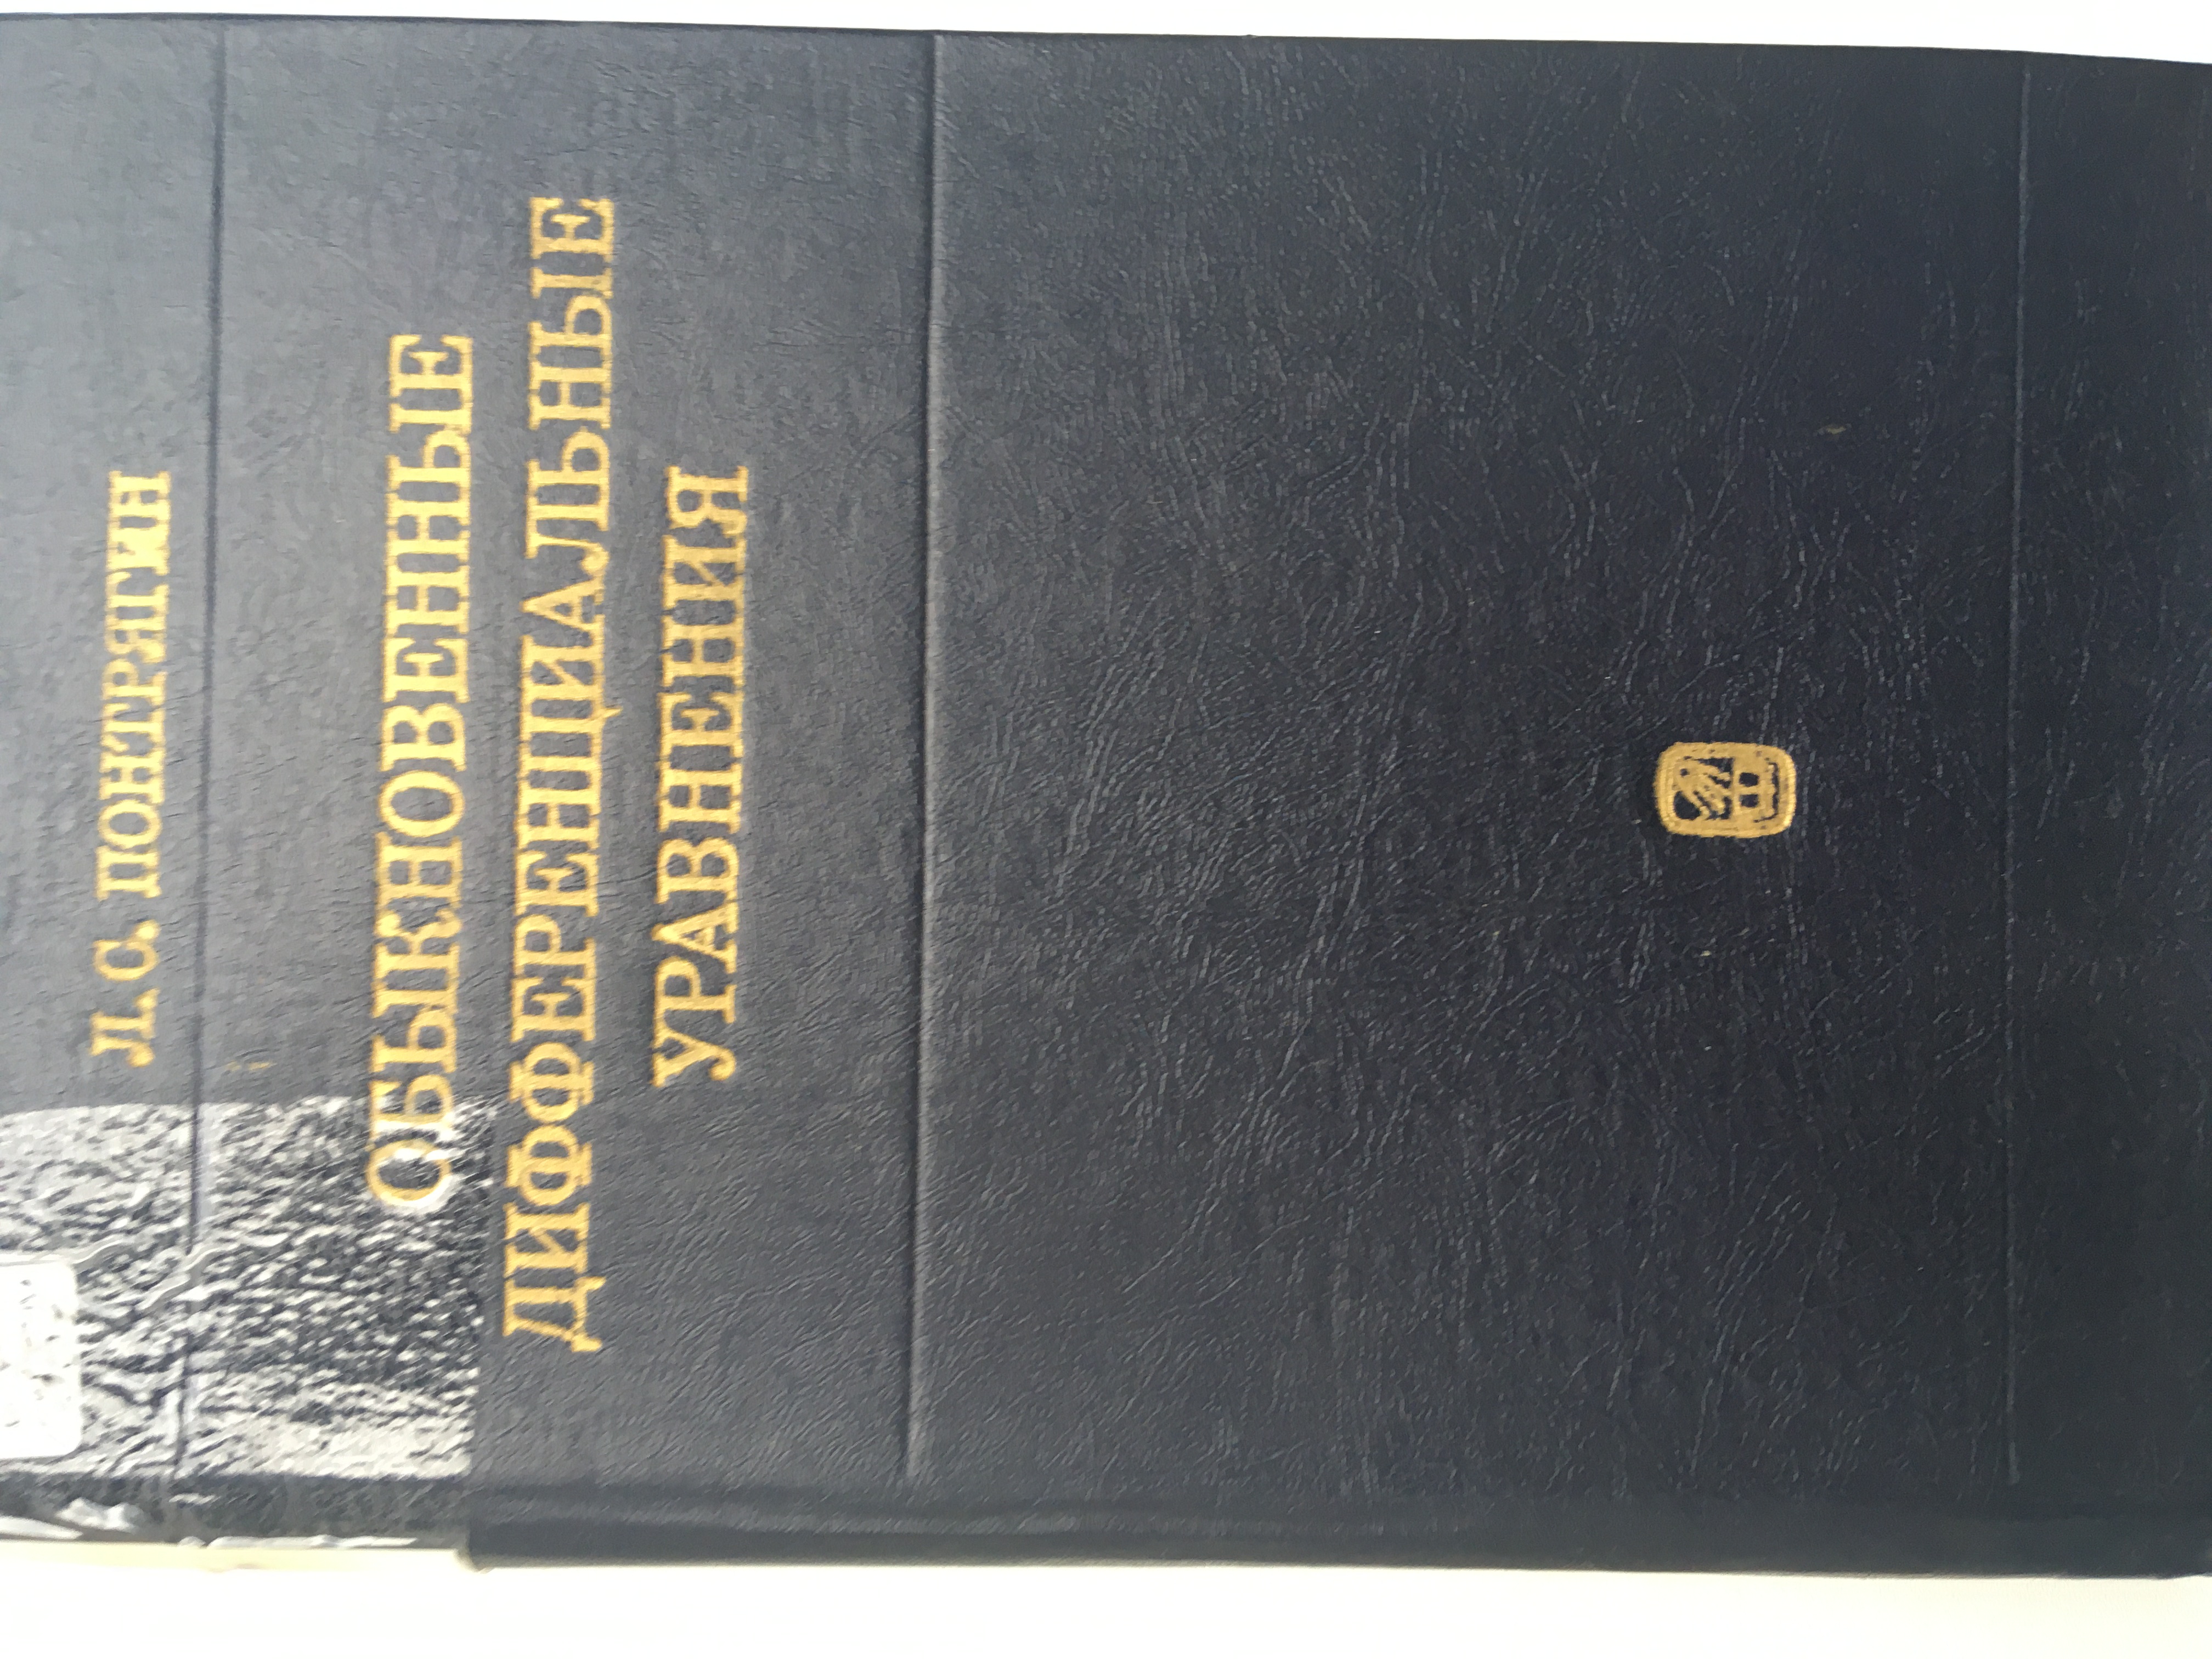 Л. С. ПОНТРЯГИН
ОБЫКНОВЕННЫЕ
ДИФФЕРЕНЦИАЛЬНЫЕ
УРАВНЕНИЯ